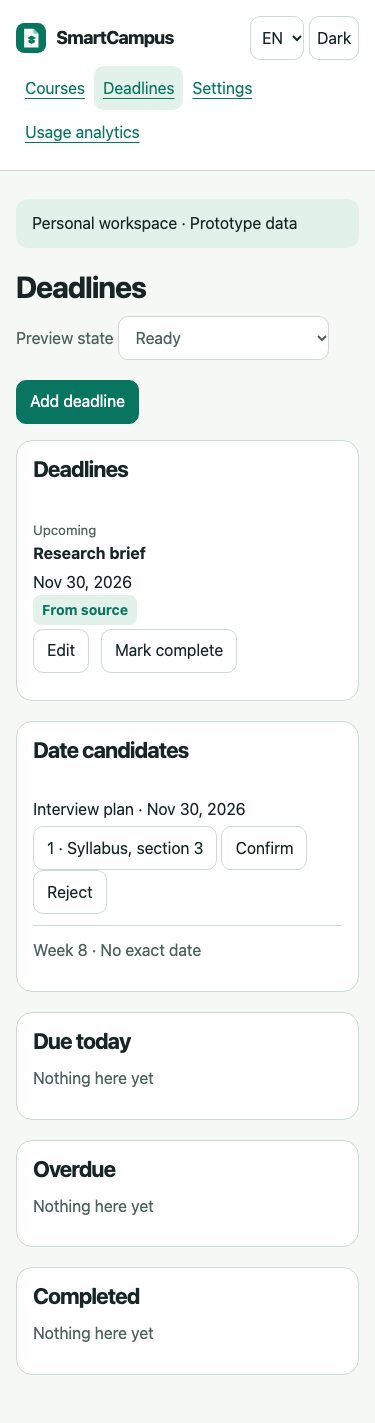 SmartCampus
EN
Dark
Courses
Deadlines
Settings
Usage analytics
Personal workspace · Prototype data
Deadlines
Preview state
Ready
Add deadline
Deadlines
Upcoming
Research brief
Nov 30, 2026
From source
Edit
Mark complete
Date candidates
Interview plan · Nov 30, 2026
1 · Syllabus, section 3
Confirm
Reject
Week 8 · No exact date
Due today
Nothing here yet
Overdue
Nothing here yet
Completed
Nothing here yet